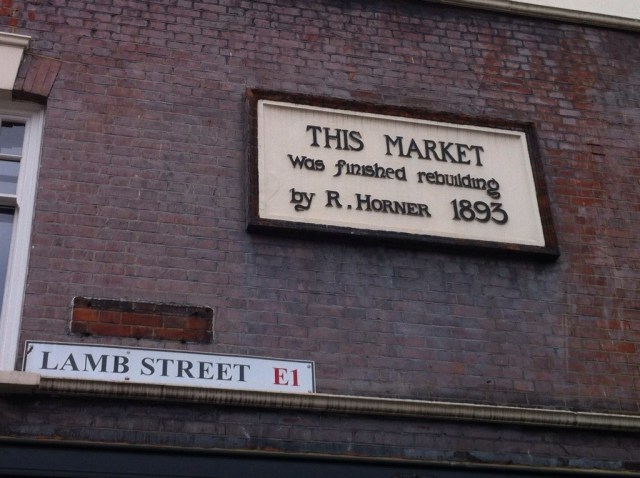 THIS MARKET
Was finished rebuilding
by R. HORNER 1893
LAMB STREET E1